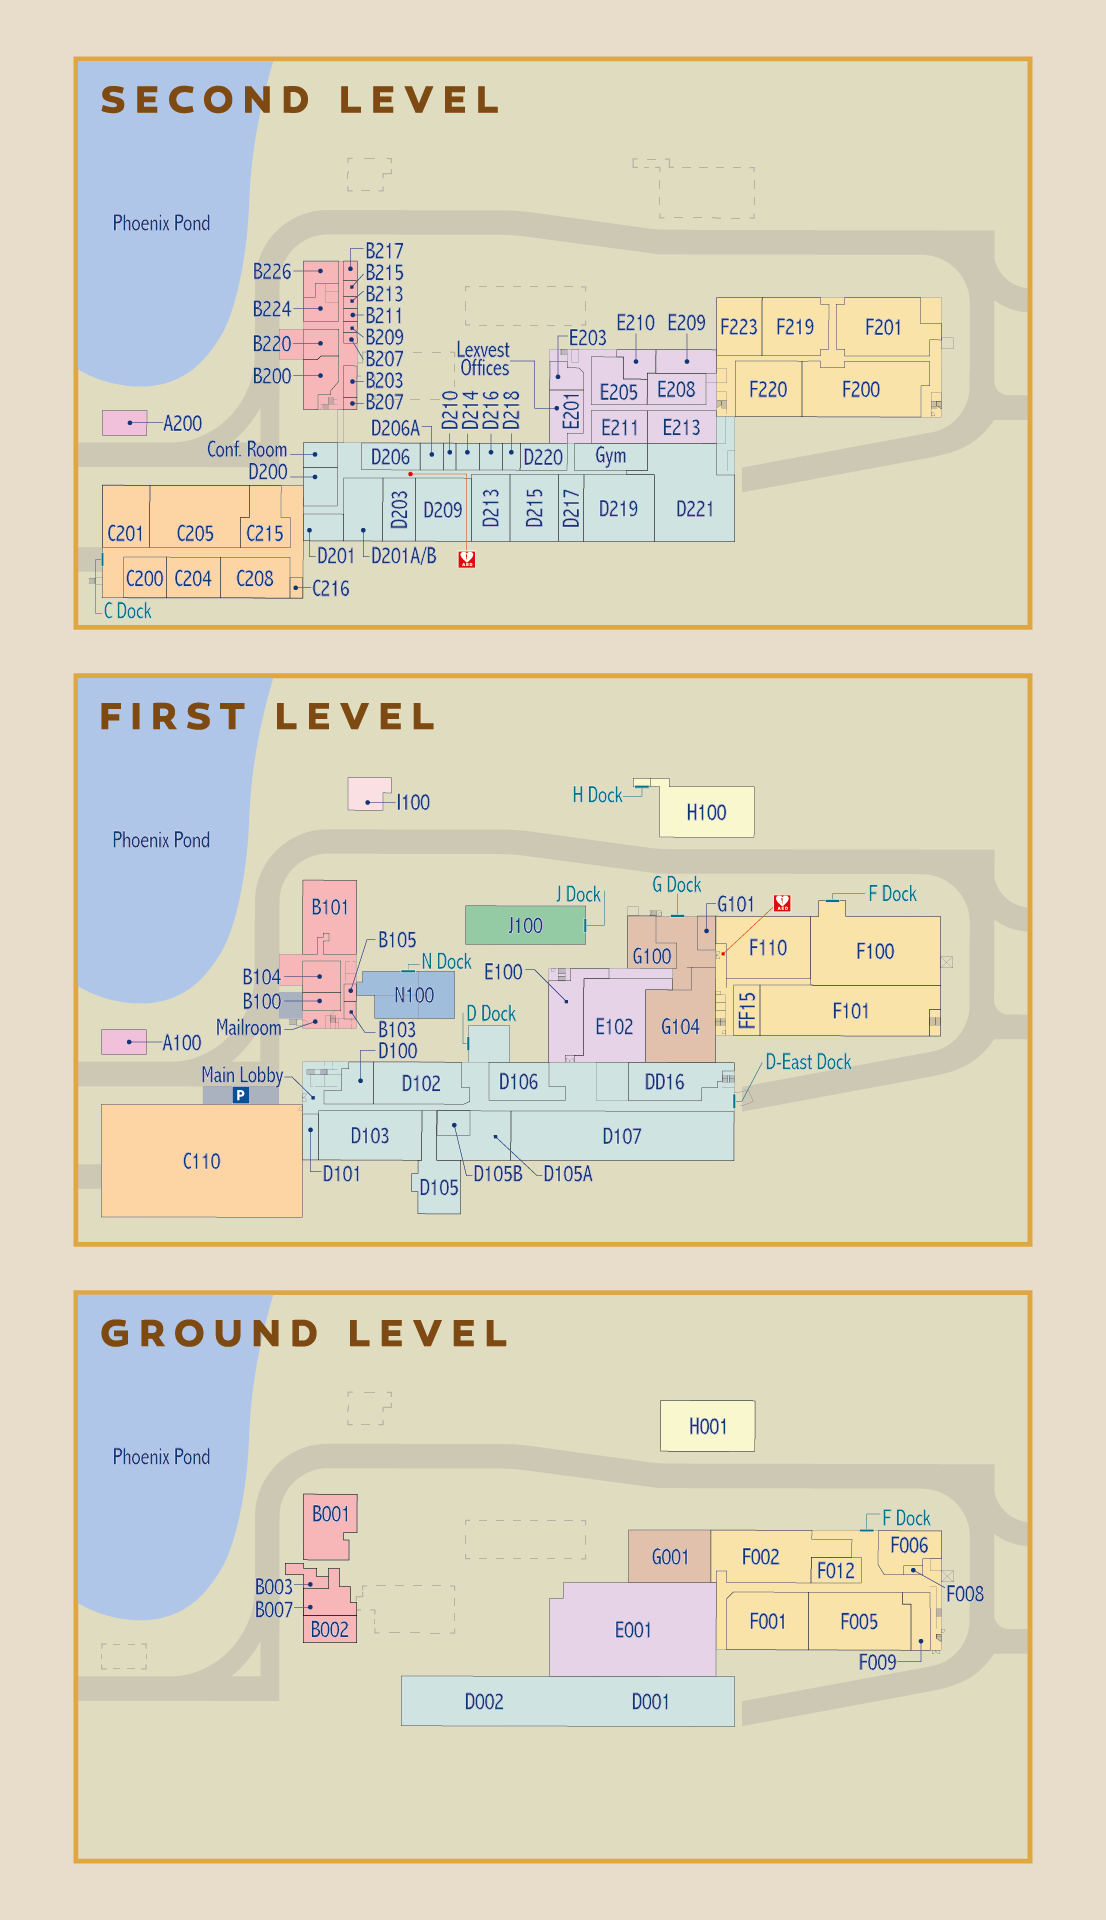 SECOND LEVEL
Phoenix Pond
B217
B226
B215
B213
B224
B211
B209
B220
B207
B200
B203
B207
A200
E203
E210
E209
Lexvest
Offices
E205
E208
E201
E211
E213
F223
F219
F201
F220
F200
D206A
D210
D214
D216
D218
Conf. Room
D206
D220
Gym
D200
D203
D209
D213
D215
D217
D219
D221
C201
C205
C215
D201
D201A/B
AED
C200
C204
C208
C216
C Dock
FIRST LEVEL
I100
H Dock
H100
Phoenix Pond
J Dock
G Dock
G101
AED
F Dock
B101
J100
B105
G100
F110
F100
N Dock
E100
B104
N100
B100
FF15
F101
D Dock
E102
G104
Mailroom
B103
A100
D100
D-East Dock
Main Lobby
D102
D106
DD16
P
D103
D107
C110
D101
D105
D105B
D105A
GROUND LEVEL
H001
Phoenix Pond
B001
F Dock
G001
F002
F006
F012
B003
F008
B007
B002
E001
F001
F005
F009
D002
D001